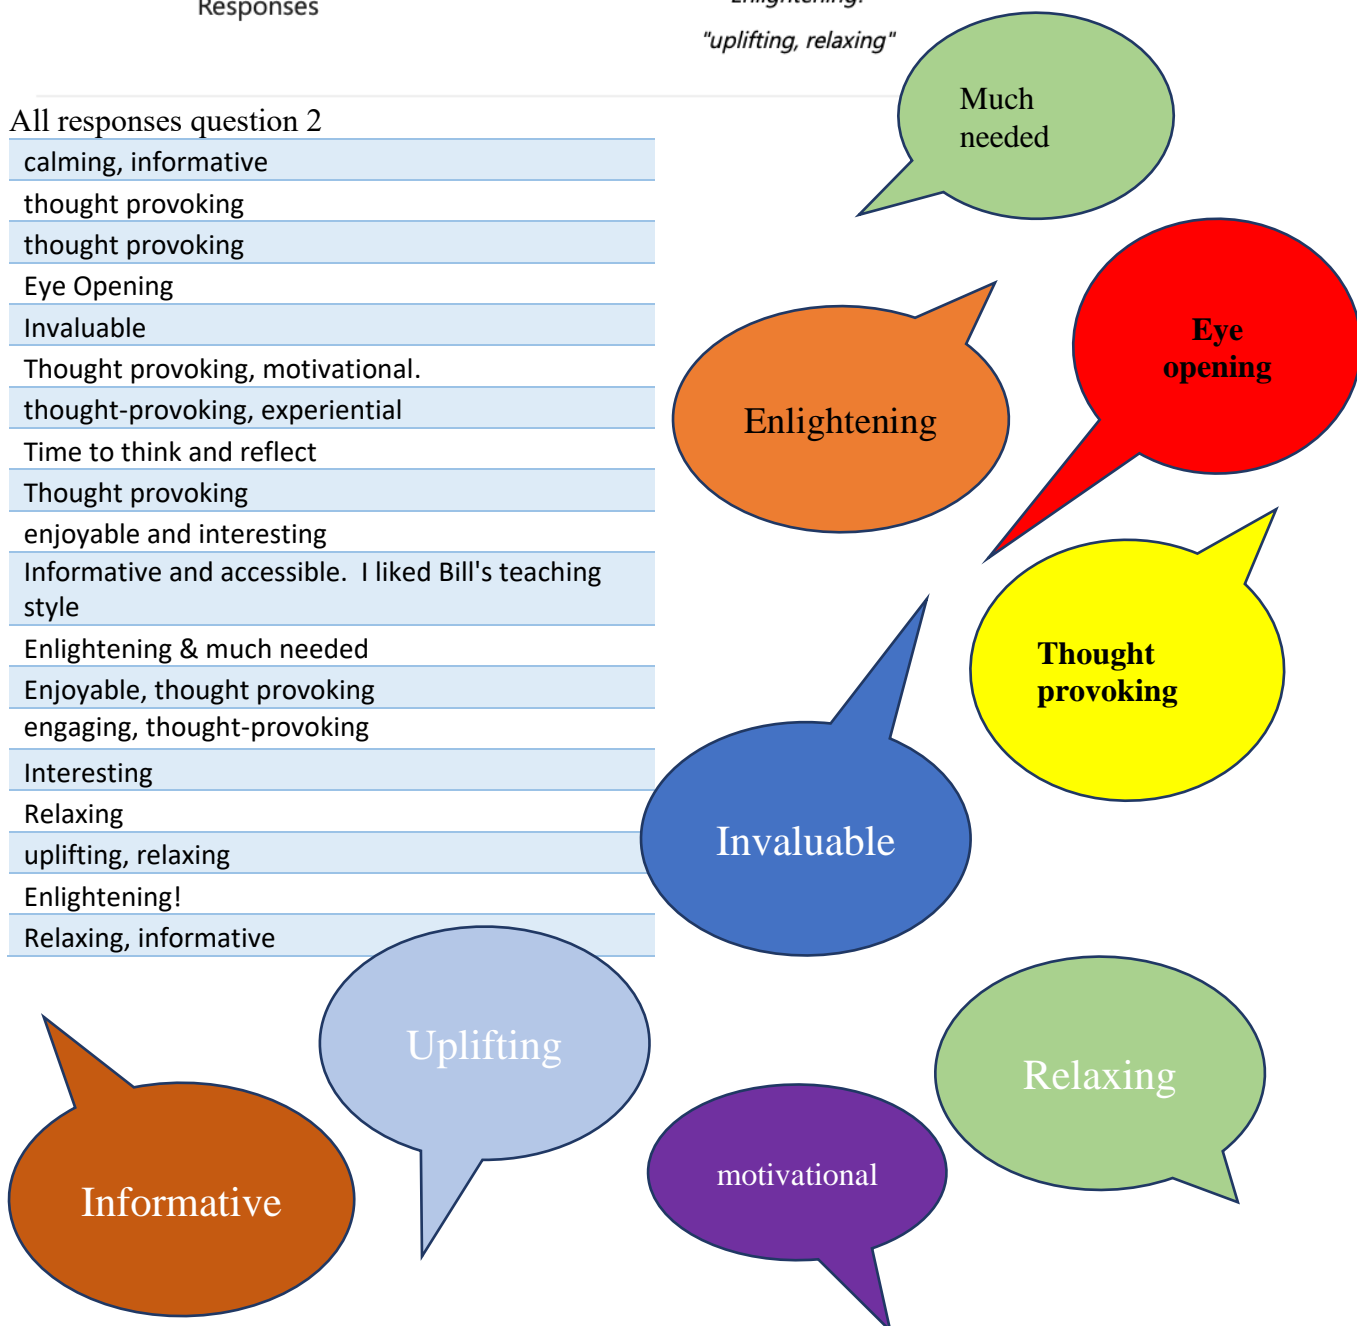 Responses
Enlightening!
"uplifting, relaxing"
All responses question 2
calming, informative
thought provoking
thought provoking
Eye Opening
Invaluable
Thought provoking, motivational.
thought-provoking, experiential
Time to think and reflect
Thought provoking
enjoyable and interesting
Informative and accessible.  I liked Bill's teaching
style
Enlightening & much needed
Enjoyable, thought provoking
engaging, thought-provoking
Interesting
Relaxing
uplifting, relaxing
Enlightening!
Relaxing, informative
Much
needed
Eye
opening
Enlightening
Thought
provoking
Invaluable
Uplifting
Relaxing
motivational
Informative